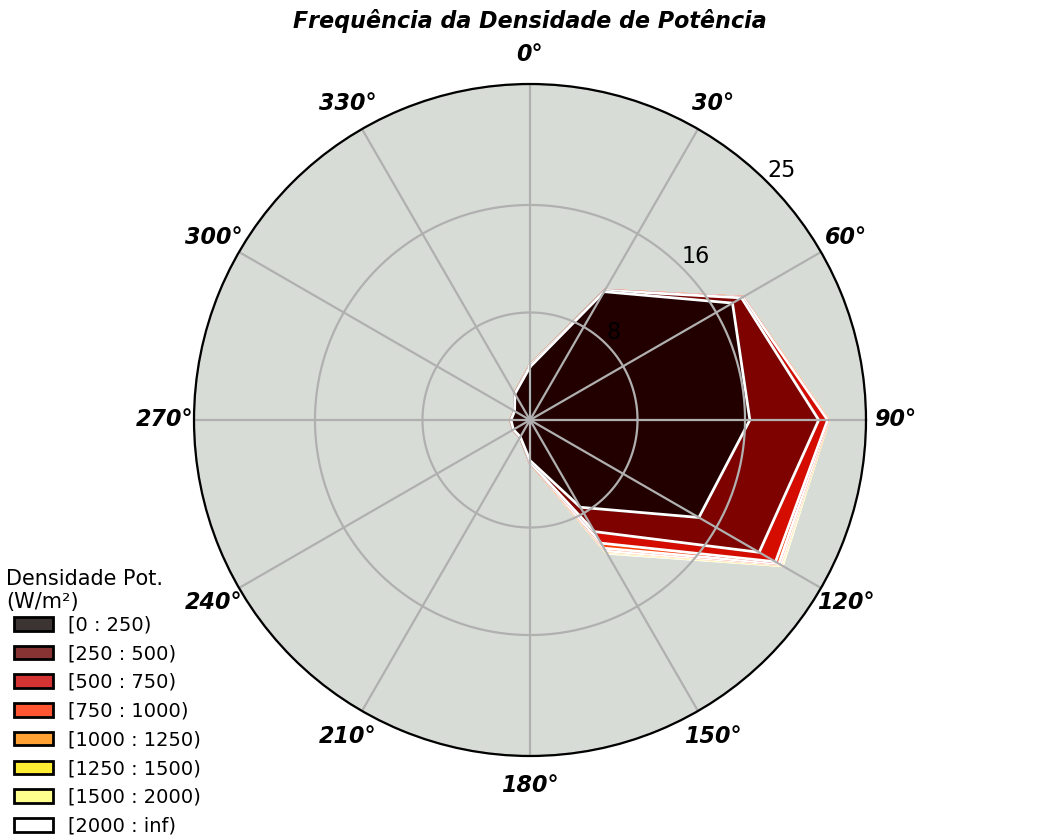 Frequência da Densidade de Potência
0°
330°
30°
25
300°
60°
16
8
270°
90°
240°
120°
210°
150°
180°
Densidade Pot.
(W/m²)
[0 : 250)
[250 : 500)
[500 : 750)
[750 : 1000)
[1000 : 1250)
[1250 : 1500)
[1500 : 2000)
[2000 : inf)